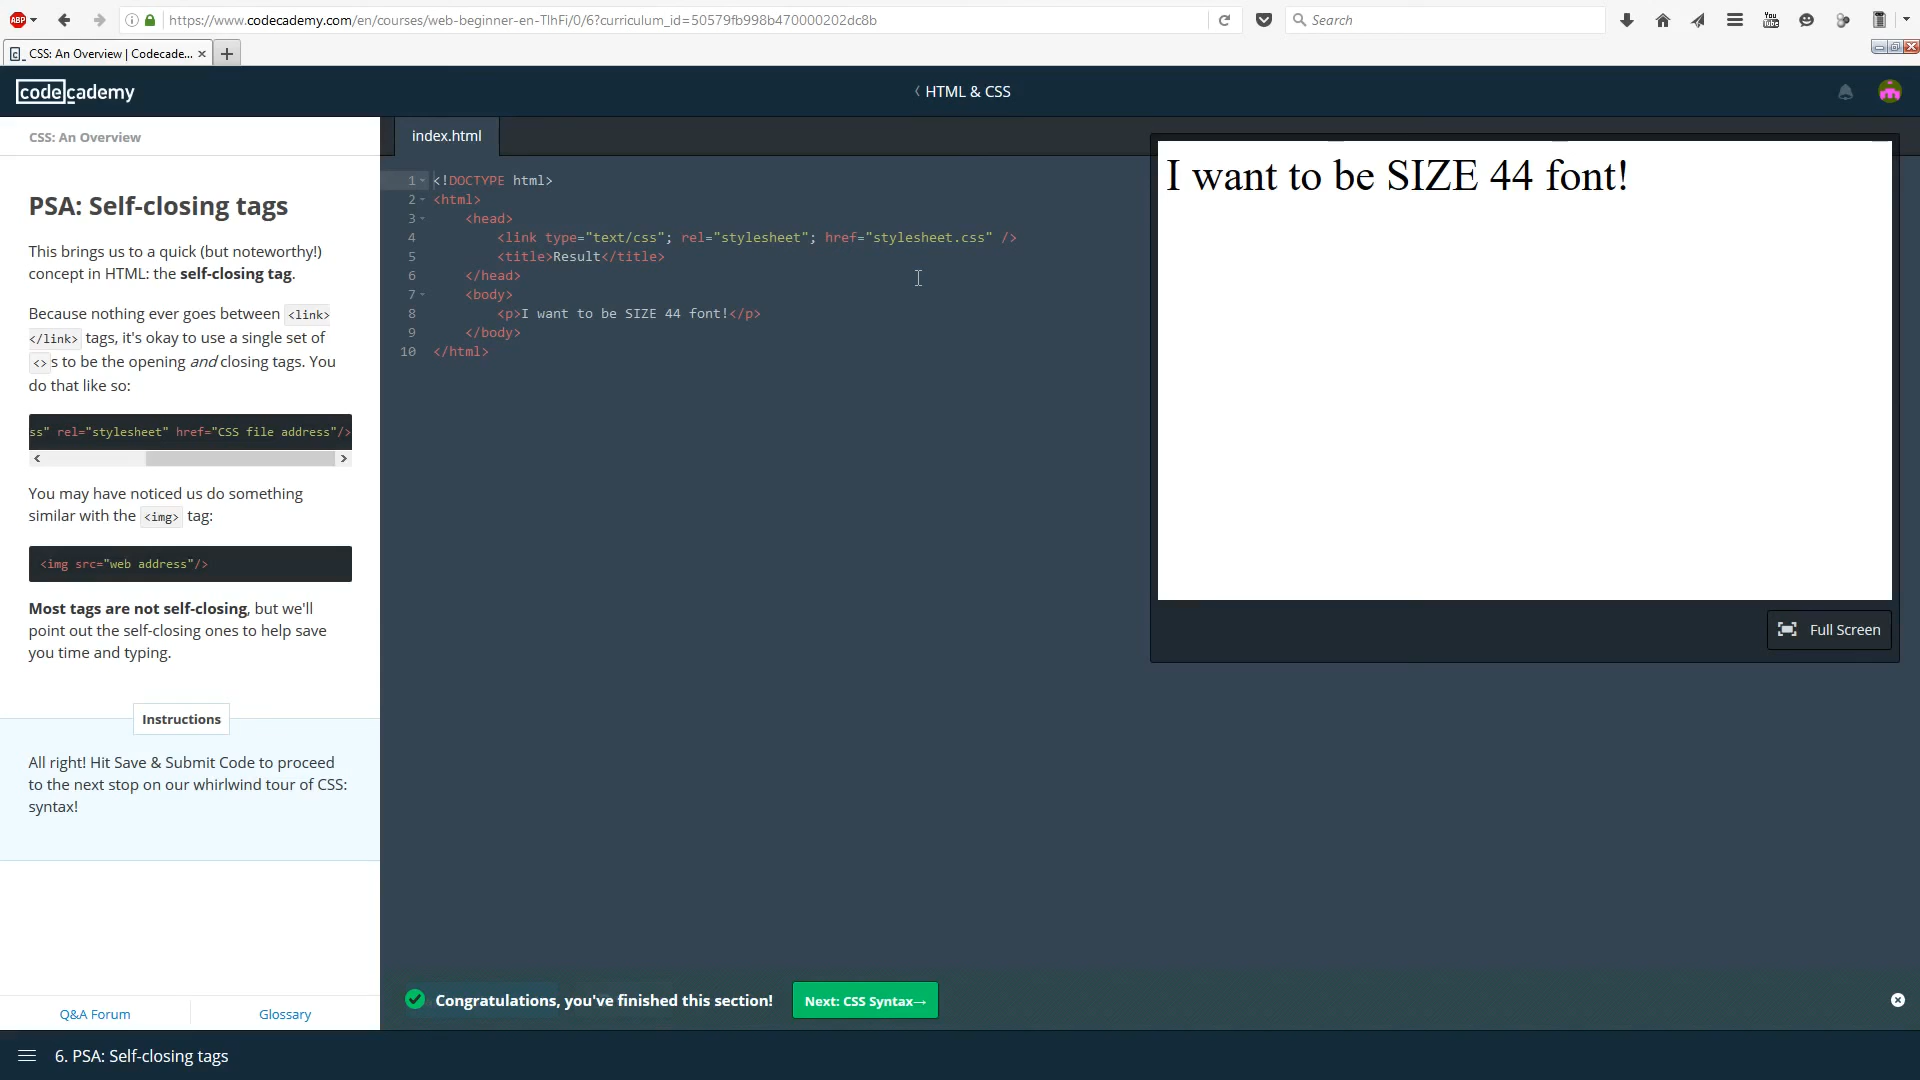 ABP
https://www.codecademy.com/en/courses/web-beginner-en-TlhFi/0/6?curriculum_id=50579fb998b470000202dc8b
Search
You Tube
CSS: An Overview | Codecade...
codecademy
HTML & CSS
CSS: An Overview
PSA: Self-closing tags
This brings us to a quick (but noteworthy!)
concept in HTML: the self-closing tag.
Because nothing ever goes between <link>
</link> tags, it's okay to use a single set of
<>s to be the opening and closing tags. You
do that like so:
ss" rel="stylesheet" href="CSS file address"/>
You may have noticed us do something
similar with the <img> tag:
<img src="web address"/>
Most tags are not self-closing, but we'll
point out the self-closing ones to help save
you time and typing.
Instructions
All right! Hit Save & Submit Code to proceed
to the next stop on our whirlwind tour of CSS:
syntax!
Q&A Forum
Glossary
index.html
1 <!DOCTYPE html>
2 <html>
3 <head>
4 <link type="text/css"; rel="stylesheet"; href="stylesheet.css" />
5 <title>Result</title>
6 </head>
7 <body>
8 <p>I want to be SIZE 44 font!</p>
9 </body>
10 </html>
I want to be SIZE 44 font!
Full Screen
Congratulations, you've finished this section!
Next: CSS Syntax→
6. PSA: Self-closing tags